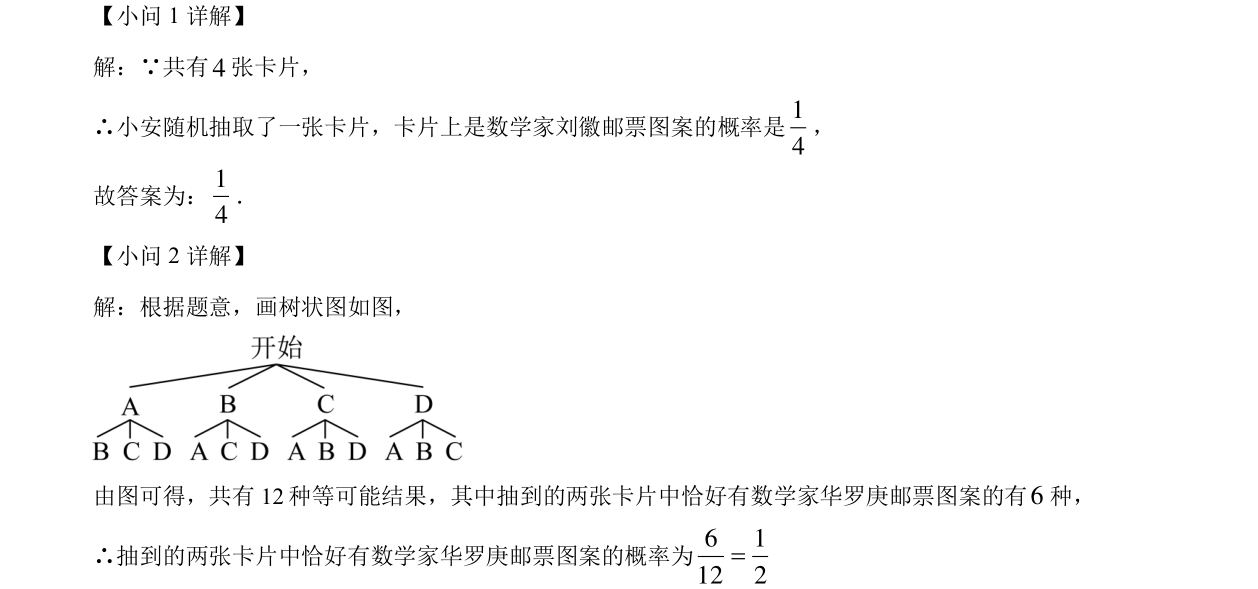 【小问 1 详解】
解：∵共有4张卡片，
∴小安随机抽取了一张卡片，卡片上是数学家刘徽邮票图案的概率是1/4，
故答案为：1/4．
【小问 2 详解】
解：根据题意，画树状图如图，
开始
A B C D
B C D A C D A B D A B C
由图可得，共有 12 种等可能结果，其中抽到的两张卡片中恰好有数学家华罗庚邮票图案的有6种，
∴抽到的两张卡片中恰好有数学家华罗庚邮票图案的概率为6/12=1/2